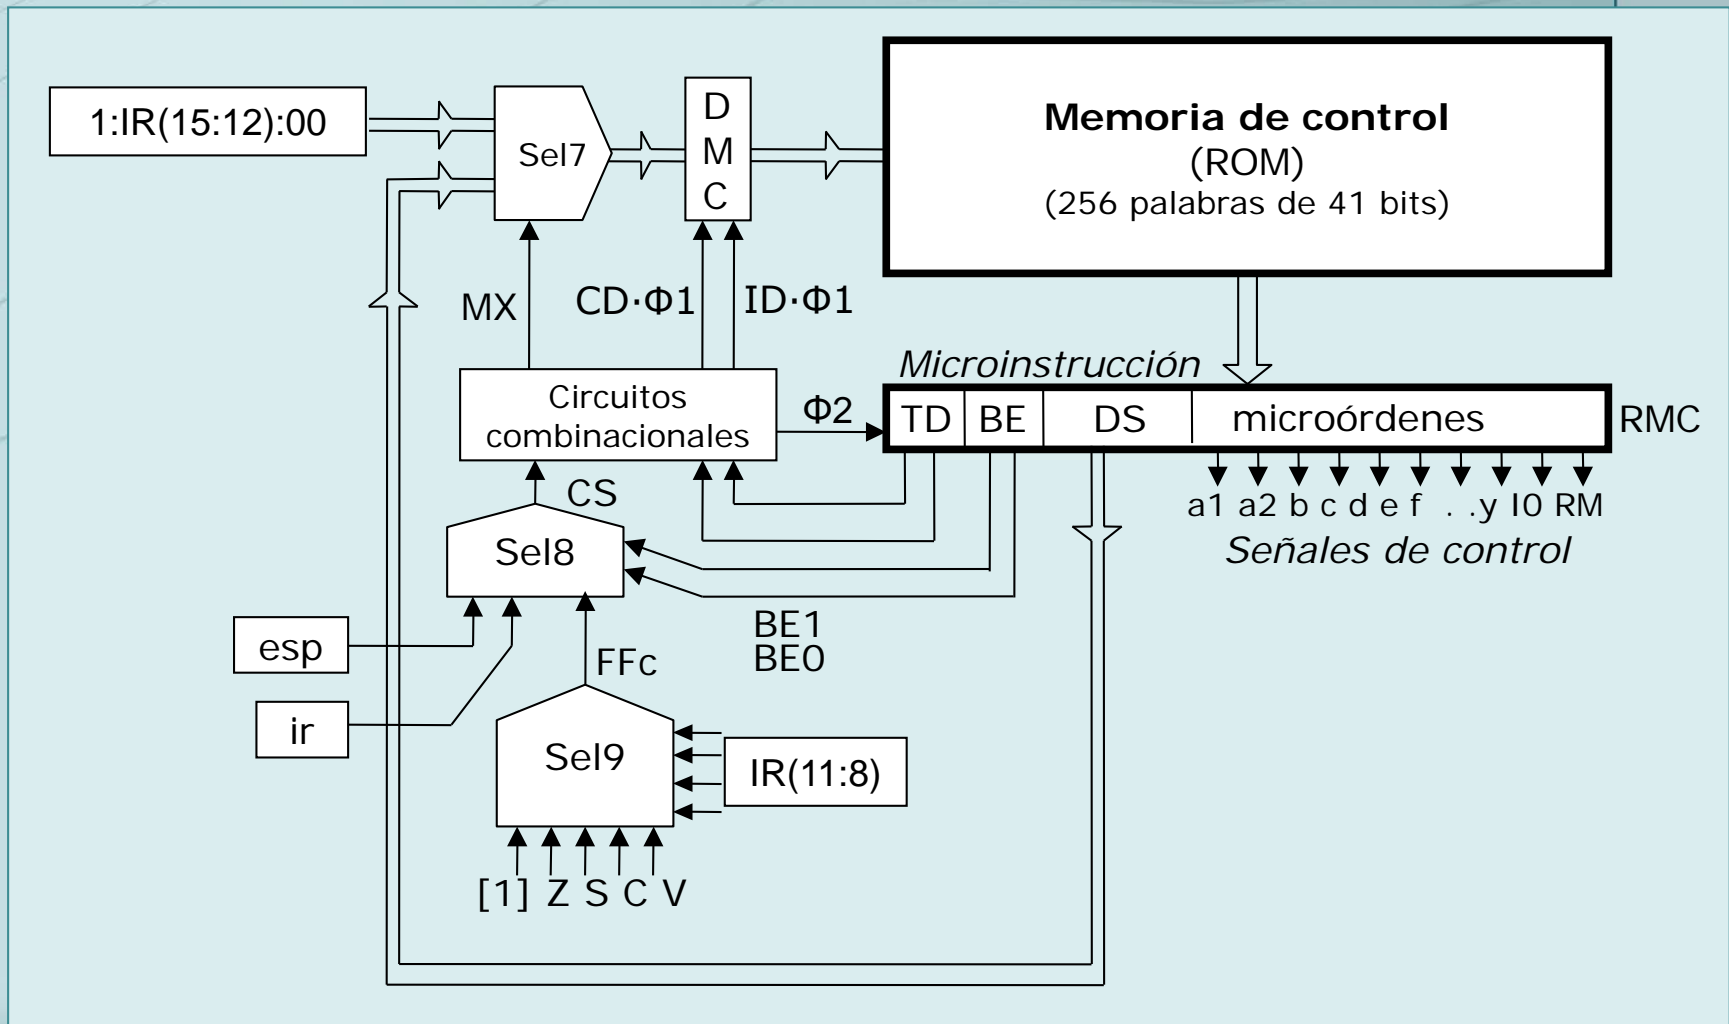 1:IR(15:12):00
Sel7
D
M
C
Memoria de control
(ROM)
(256 palabras de 41 bits)
MX
CD·Φ1
ID·Φ1
Microinstrucción
Circuitos
combinacionales
Φ2
TD BE DS microórdenes
RMC
CS
a1 a2 b c d e f . .y I0 RM
Señales de control
Sel8
BE1
BE0
esp
FFc
ir
Sel9
IR(11:8)
[1] Z S C V